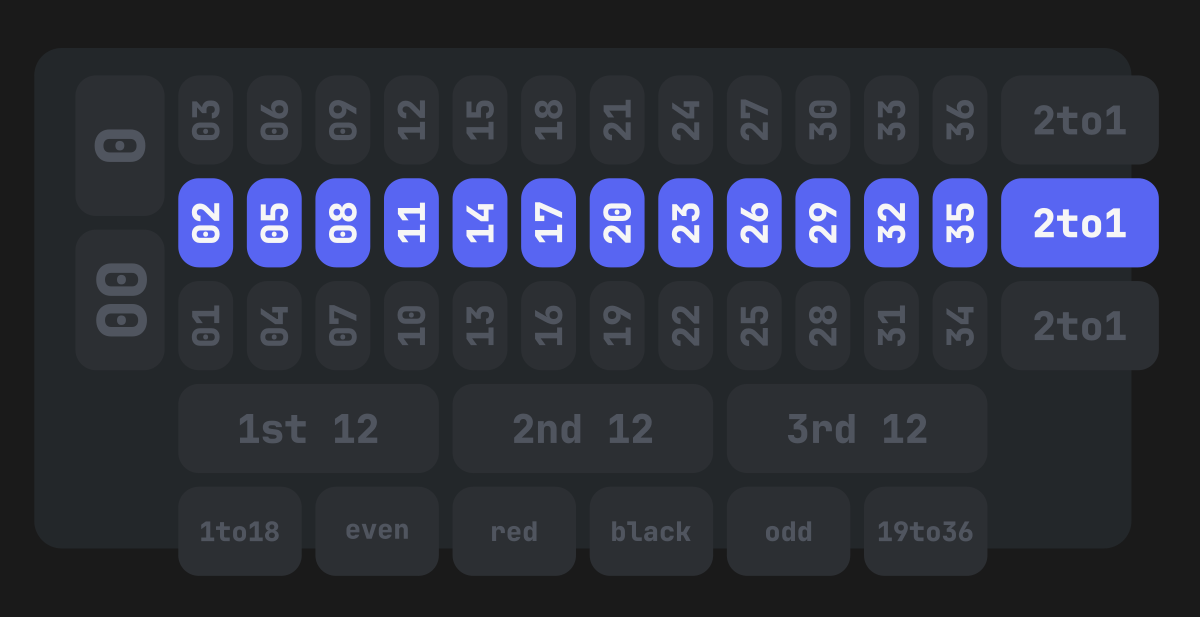 0 03 06 09 12 15 18 21 24 27 30 33 36 2to1
02 05 08 11 14 17 20 23 26 29 32 35 2to1
00 01 04 07 10 13 16 19 22 25 28 31 34 2to1
1st 12 2nd 12 3rd 12
1to18 even red black odd 19to36